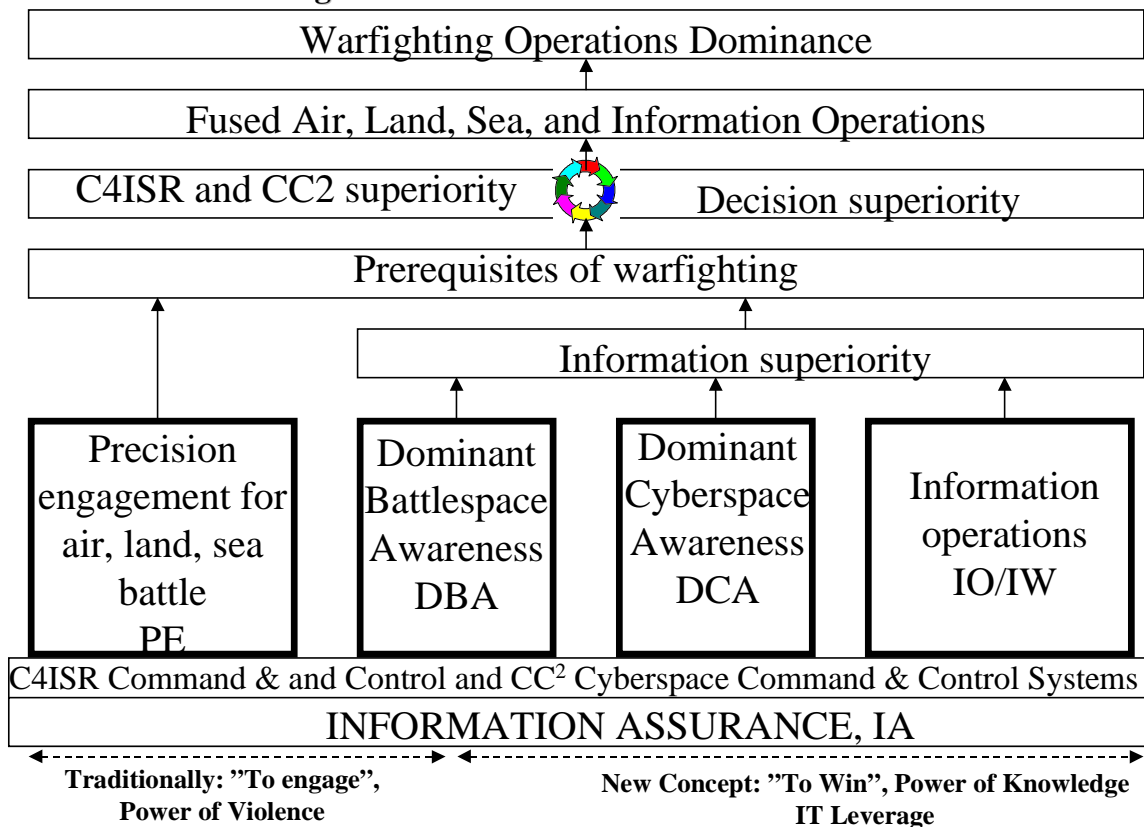 Warfighting Operations Dominance
Fused Air, Land, Sea, and Information Operations
C4ISR and CC2 superiority
Decision superiority
Prerequisites of warfighting
Information superiority
Precision
engagement for
air, land, sea
battle
PE
Dominant
Battlespace
Awareness
DBA
Dominant
Cyberspace
Awareness
DCA
Information
operations
IO/IW
C4ISR Command & and Control and CC² Cyberspace Command & Control Systems
INFORMATION ASSURANCE, IA
Traditionally: ”To engage”,
Power of Violence
New Concept: ”To Win”, Power of Knowledge
IT Leverage